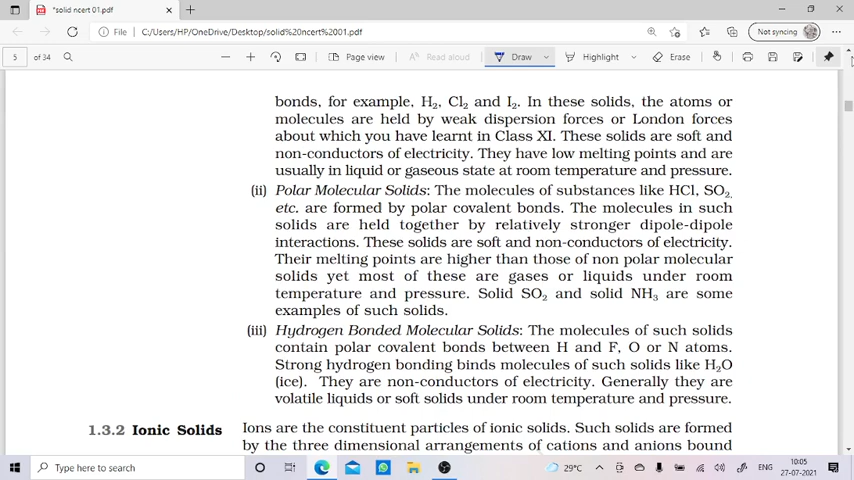 *solid ncert 01.pdf
File
C:/Users/HP/OneDrive/Desktop/solid%20ncert%2001.pdf
Not syncing
5 of 34
Page view
Read aloud
Draw
Highlight
Erase
bonds, for example, H₂, Cl₂ and I₂. In these solids, the atoms or
molecules are held by weak dispersion forces or London forces
about which you have learnt in Class XI. These solids are soft and
non-conductors of electricity. They have low melting points and are
usually in liquid or gaseous state at room temperature and pressure.
(ii) Polar Molecular Solids: The molecules of substances like HCl, SO₂,
etc. are formed by polar covalent bonds. The molecules in such
solids are held together by relatively stronger dipole-dipole
interactions. These solids are soft and non-conductors of electricity.
Their melting points are higher than those of non polar molecular
solids yet most of these are gases or liquids under room
temperature and pressure. Solid SO₂ and solid NH₃ are some
examples of such solids.
(iii) Hydrogen Bonded Molecular Solids: The molecules of such solids
contain polar covalent bonds between H and F, O or N atoms.
Strong hydrogen bonding binds molecules of such solids like H₂O
(ice). They are non-conductors of electricity. Generally they are
volatile liquids or soft solids under room temperature and pressure.
1.3.2 Ionic Solids
Ions are the constituent particles of ionic solids. Such solids are formed
by the three dimensional arrangements of cations and anions bound
Type here to search
29°C
ENG
10:05
27-07-2021